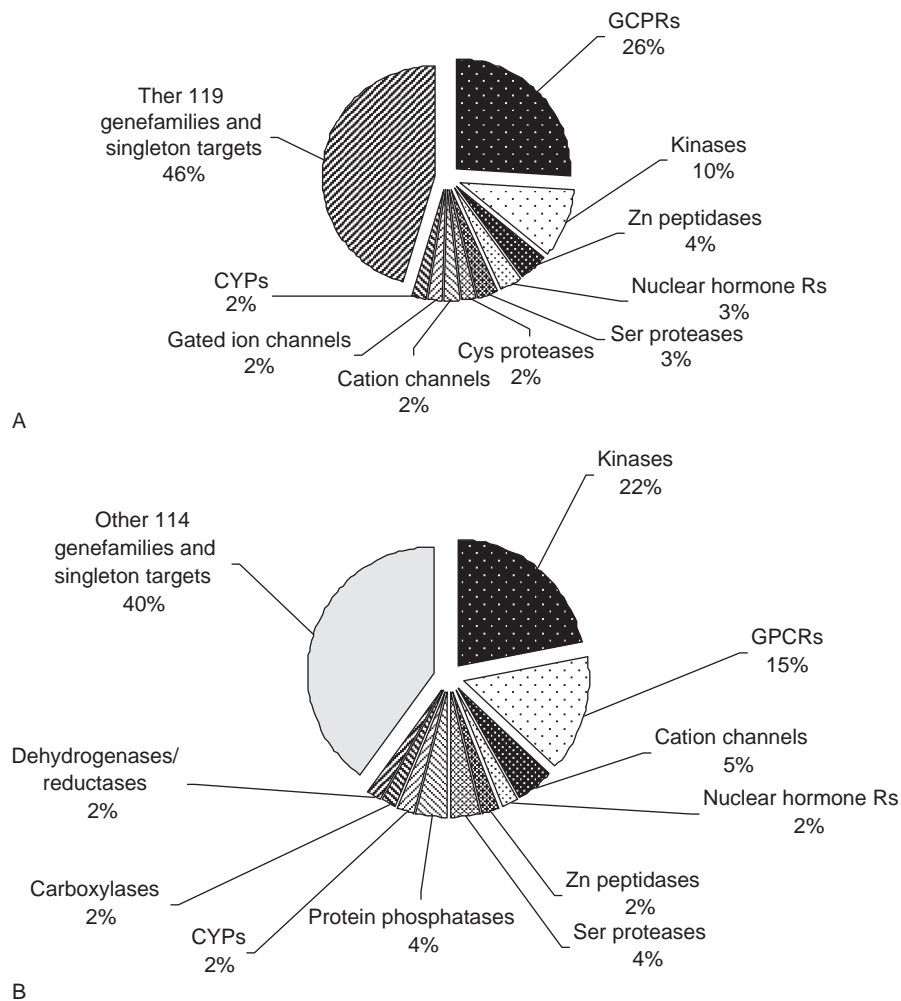 GCPRs
26%
Ther 119
genefamilies and
singleton targets
46%
Kinases
10%
Zn peptidases
4%
Nuclear hormone Rs
3%
Ser proteases
3%
Cys proteases
2%
Cation channels
2%
Gated ion channels
2%
CYPs
2%
A
Kinases
22%
Other 114
genefamilies and
singleton targets
40%
GPCRs
15%
Cation channels
5%
Nuclear hormone Rs
2%
Zn peptidases
2%
Ser proteases
4%
Protein phosphatases
4%
CYPs
2%
Carboxylases
2%
Dehydrogenases/
reductases
2%
B